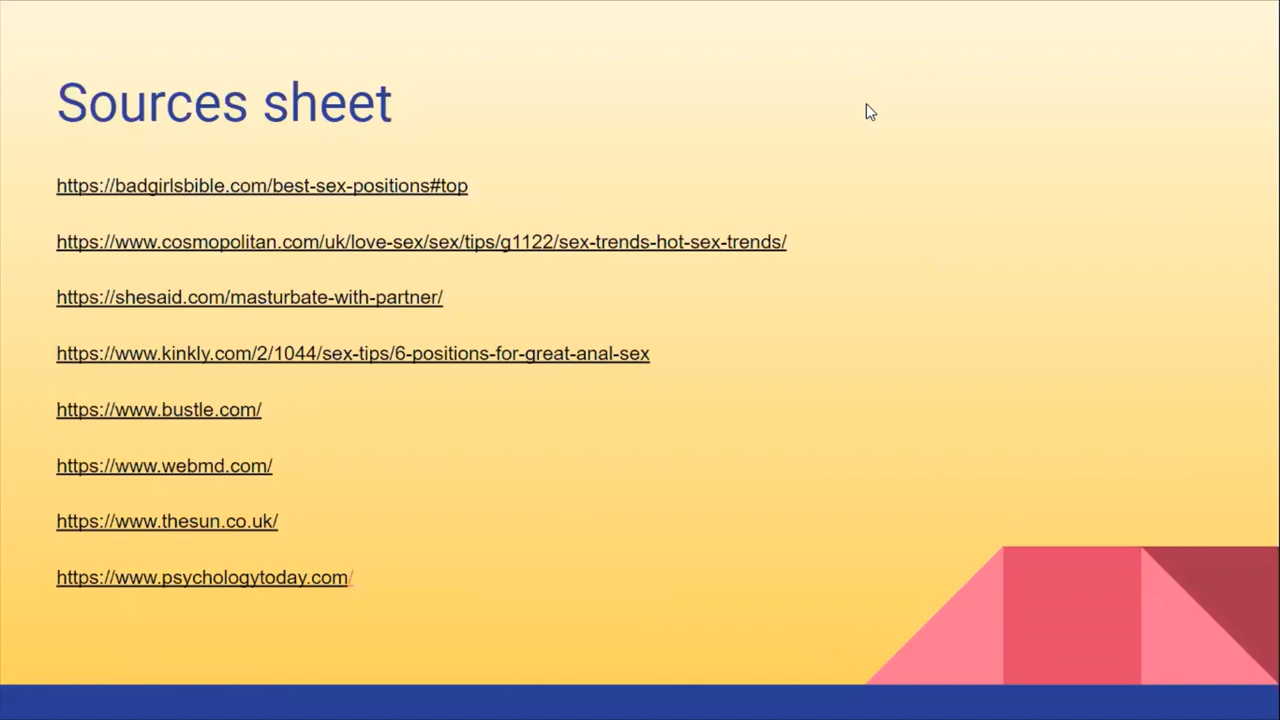 Sources sheet
https://badgirlsbible.com/best-sex-positions#top
https://www.cosmopolitan.com/uk/love-sex/sex/tips/g1122/sex-trends-hot-sex-trends/
https://shesaid.com/masturbate-with-partner/
https://www.kinkly.com/2/1044/sex-tips/6-positions-for-great-anal-sex
https://www.bustle.com/
https://www.webmd.com/
https://www.thesun.co.uk/
https://www.psychologytoday.com/